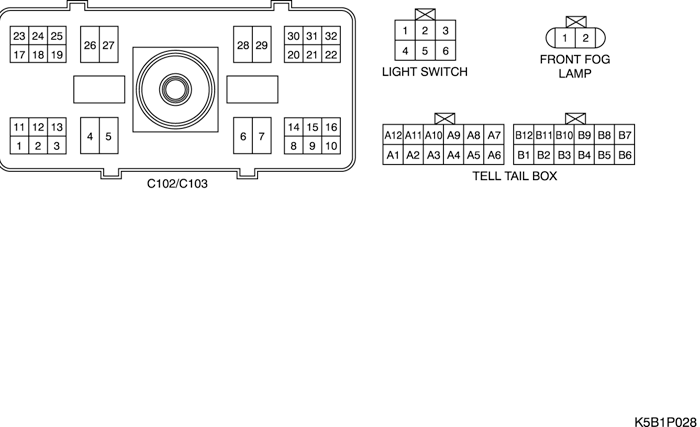 23 24 25
17 18 19
26 27
28 29
30 31 32
20 21 22
11 12 13
1 2 3
4 5
6 7
14 15 16
8 9 10
C102/C103
1 2 3
4 5 6
LIGHT SWITCH
1 2
FRONT FOG
LAMP
A12 A11 A10 A9 A8 A7
A1 A2 A3 A4 A5 A6
B12 B11 B10 B9 B8 B7
B1 B2 B3 B4 B5 B6
TELL TAIL BOX
K5B1P028